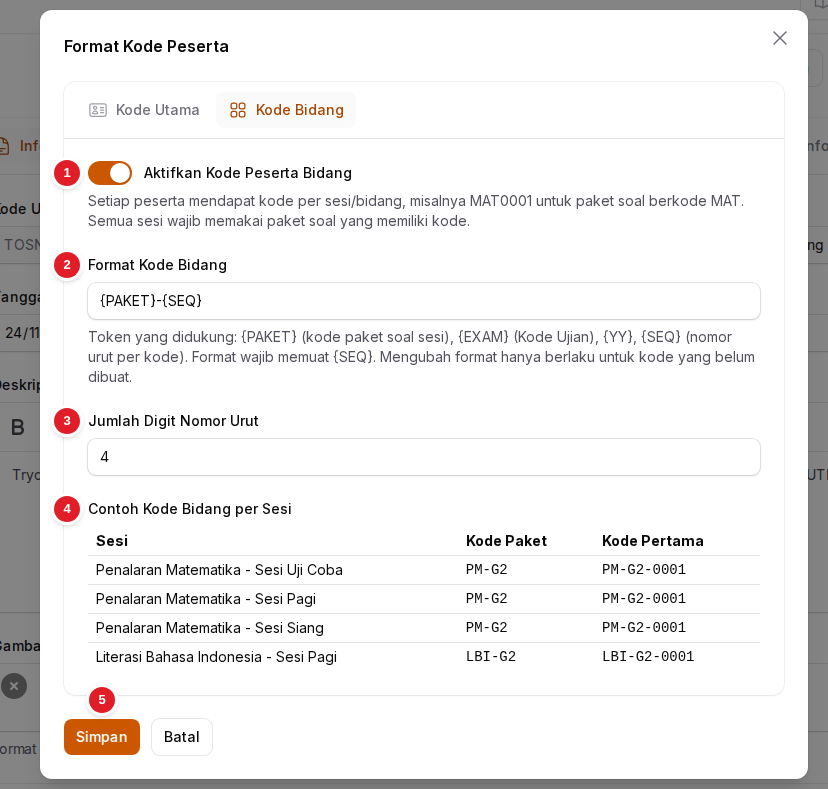 Format Kode Peserta
Kode Utama
Kode Bidang
1
Aktifkan Kode Peserta Bidang
Setiap peserta mendapat kode per sesi/bidang, misalnya MAT0001 untuk paket soal berkode MAT.
Semua sesi wajib memakai paket soal yang memiliki kode.
2
Format Kode Bidang
{PAKET}-{SEQ}
Token yang didukung: {PAKET} (kode paket soal sesi), {EXAM} (Kode Ujian), {YY}, {SEQ} (nomor
urut per kode). Format wajib memuat {SEQ}. Mengubah format hanya berlaku untuk kode yang belum
dibuat.
3
Jumlah Digit Nomor Urut
4
4
Contoh Kode Bidang per Sesi
Sesi Kode Paket Kode Pertama
Penalaran Matematika - Sesi Uji Coba PM-G2 PM-G2-0001
Penalaran Matematika - Sesi Pagi PM-G2 PM-G2-0001
Penalaran Matematika - Sesi Siang PM-G2 PM-G2-0001
Literasi Bahasa Indonesia - Sesi Pagi LBI-G2 LBI-G2-0001
5
Simpan
Batal
24/11
B